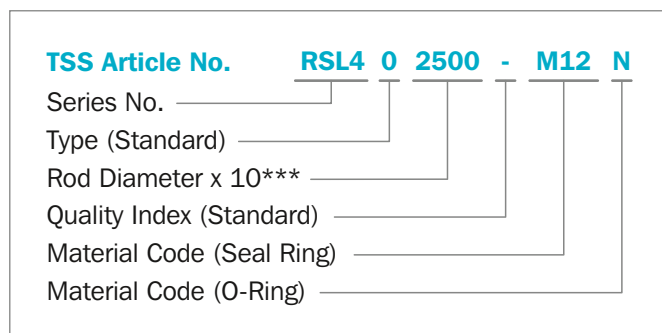 TSS Article No. RSL4 0 2500 - M12 N
Series No.
Type (Standard)
Rod Diameter x 10***
Quality Index (Standard)
Material Code (Seal Ring)
Material Code (O-Ring)